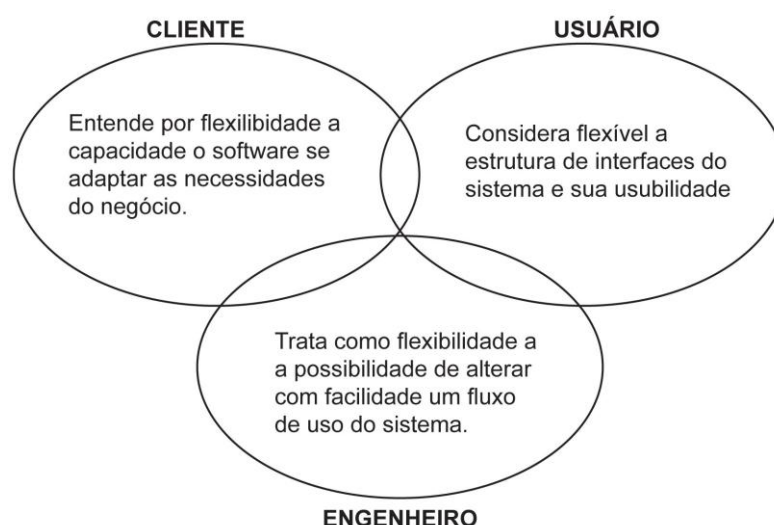 CLIENTE
Entende por flexilibidade a
capacidade o software se
adaptar as necessidades
do negócio.
USUÁRIO
Considera flexível a
estrutura de interfaces do
sistema e sua usubilidade
Trata como flexibilidade a
a possibilidade de alterar
com facilidade um fluxo
de uso do sistema.
ENGENHEIRO